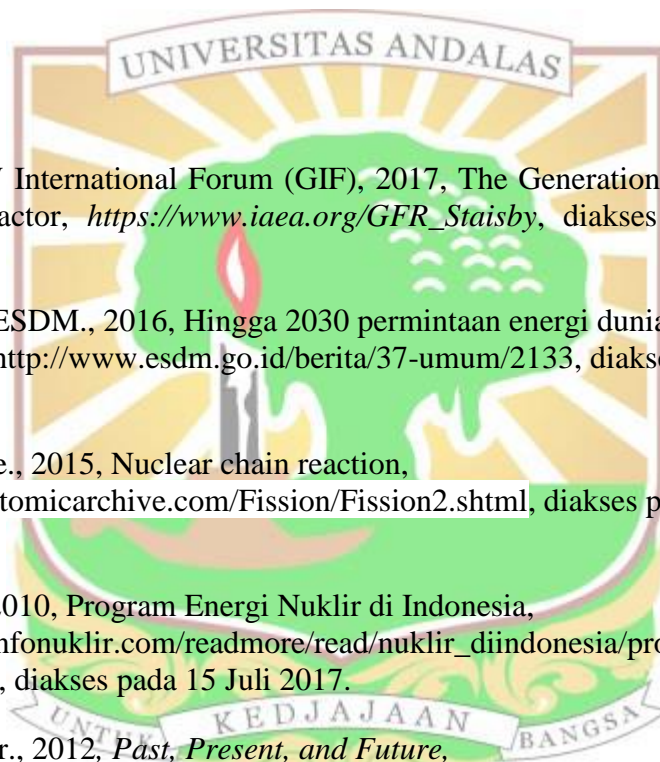 UNIVERSITAS ANDALAS
International Forum (GIF), 2017, The Generation
actor, https://www.iaea.org/GFR_Staisby, diakses
ESDM., 2016, Hingga 2030 permintaan energi dunia
http://www.esdm.go.id/berita/37-umum/2133, diakse
e., 2015, Nuclear chain reaction,
tomicarchive.com/Fission/Fission2.shtml, diakses p
2010, Program Energi Nuklir di Indonesia,
nfonuklir.com/readmore/read/nuklir_diindonesia/pro
, diakses pada 15 Juli 2017.
UNTUK KEDJAJAAN BANGSA
r., 2012, Past, Present, and Future,